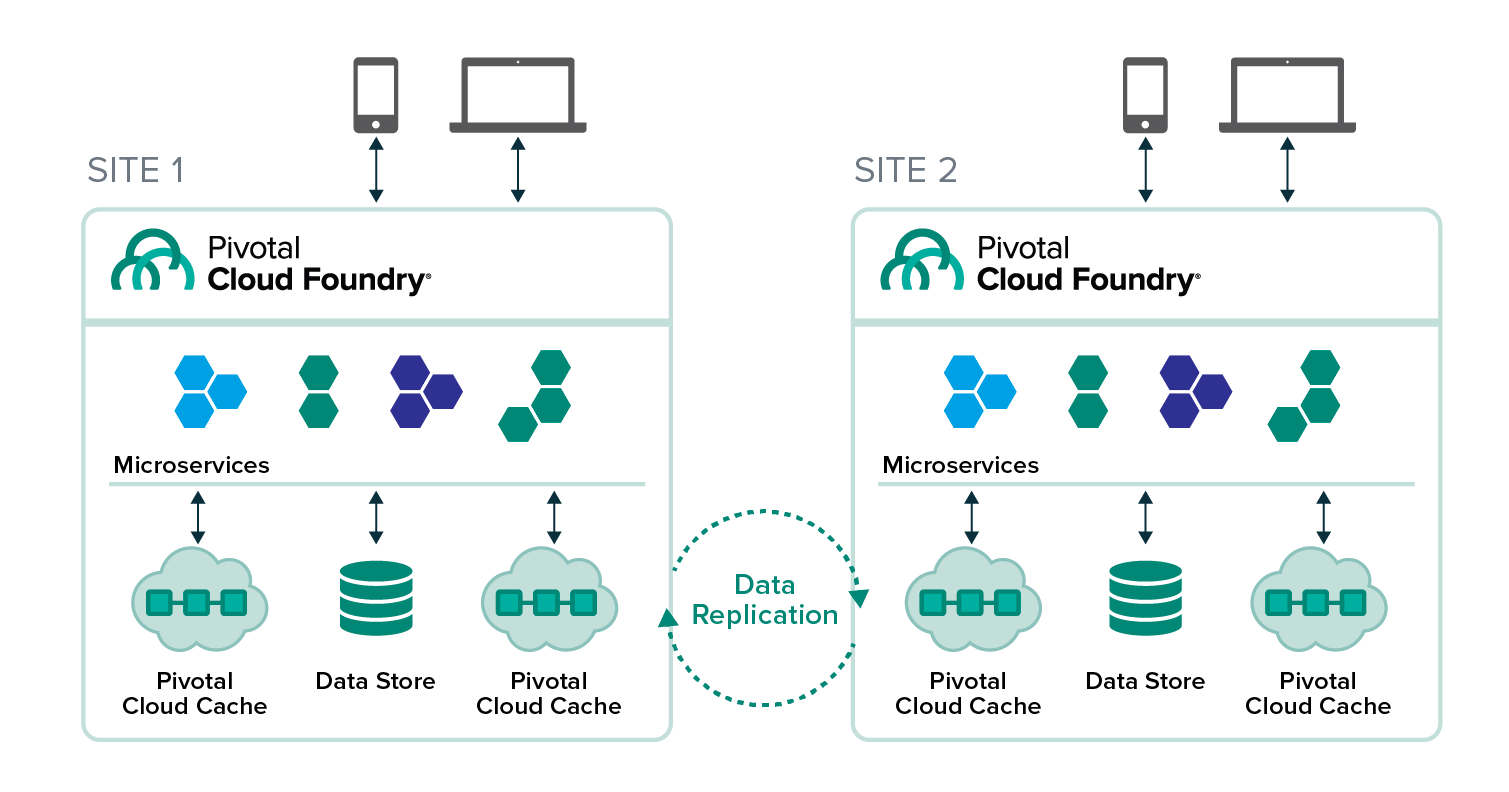 SITE 1
Pivotal
Cloud Foundry®
Microservices
Pivotal
Cloud Cache
Data Store
Pivotal
Cloud Cache
Data
Replication
SITE 2
Pivotal
Cloud Foundry®
Microservices
Pivotal
Cloud Cache
Data Store
Pivotal
Cloud Cache